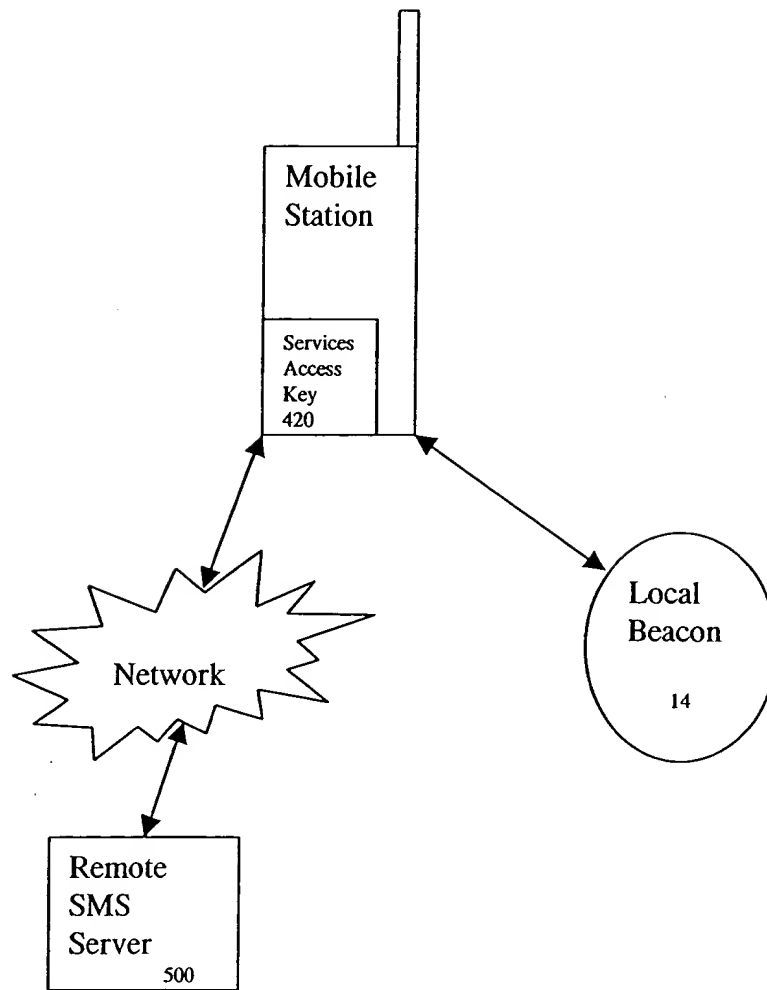 Mobile
Station
Services
Access
Key
420
Local
Beacon
14
Network
Remote
SMS
Server
500